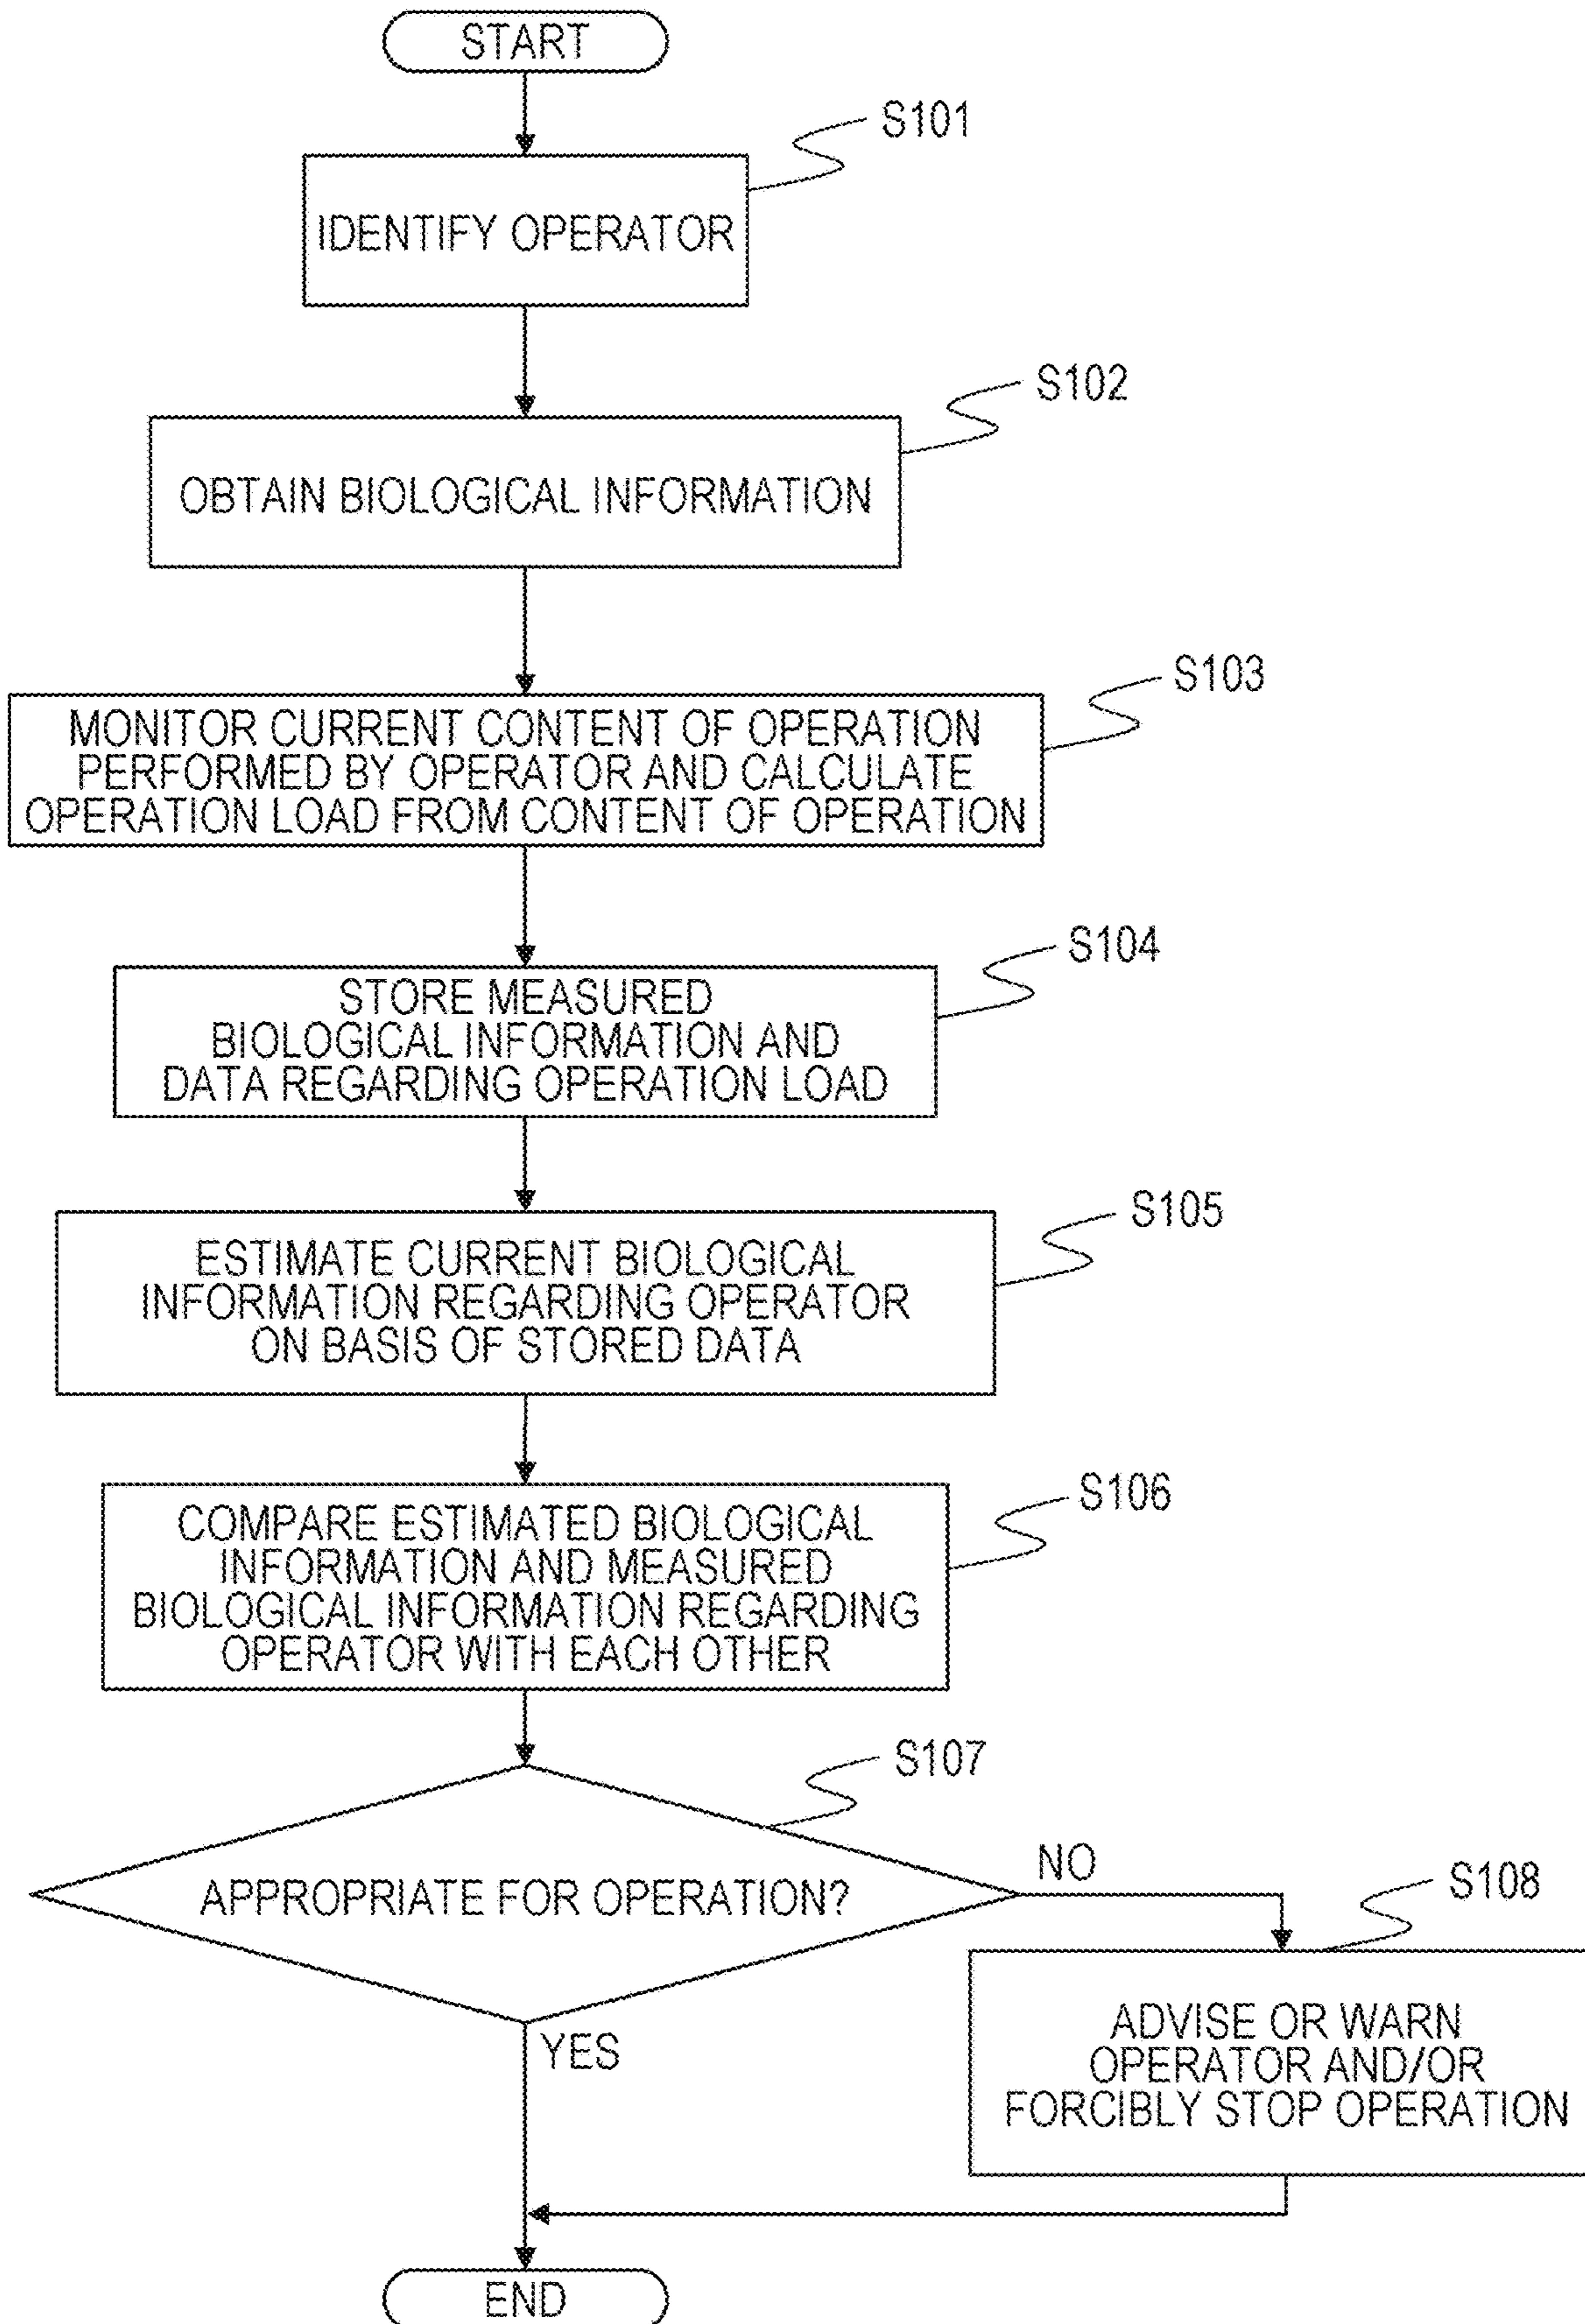 START
S101
IDENTIFY OPERATOR
S102
OBTAIN BIOLOGICAL INFORMATION
S103
MONITOR CURRENT CONTENT OF OPERATION
PERFORMED BY OPERATOR AND CALCULATE
OPERATION LOAD FROM CONTENT OF OPERATION
S104
STORE MEASURED
BIOLOGICAL INFORMATION AND
DATA REGARDING OPERATION LOAD
S105
ESTIMATE CURRENT BIOLOGICAL
INFORMATION REGARDING OPERATOR
ON BASIS OF STORED DATA
S106
COMPARE ESTIMATED BIOLOGICAL
INFORMATION AND MEASURED
BIOLOGICAL INFORMATION REGARDING
OPERATOR WITH EACH OTHER
S107
APPROPRIATE FOR OPERATION?
NO
S108
YES
ADVISE OR WARN
OPERATOR AND/OR
FORCIBLY STOP OPERATION
END